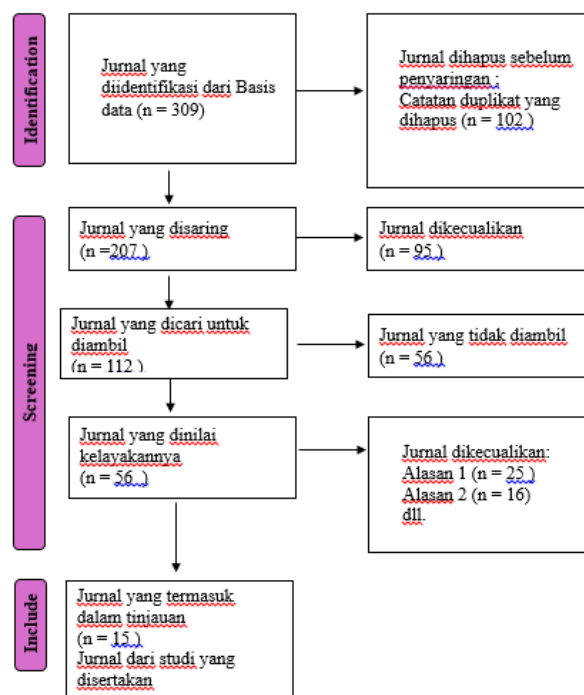 Identification
Jurnal yang
diidentifikasi dari Basis
data (n = 309)
Jurnal dihapus sebelum
penyaringan :
Catatan duplikat yang
dihapus (n = 102 )
Screening
Jurnal yang disaring
(n =207 )
Jurnal dikecualikan
(n = 95 )
Jurnal yang dicari untuk
diambil
(n = 112 )
Jurnal yang tidak diambil
(n = 56 )
Jurnal yang dinilai
kelayakannya
(n = 56 )
Jurnal dikecualikan:
Alasan 1 (n = 25 )
Alasan 2 (n = 16)
dll.
Include
Jurnal yang termasuk
dalam tinjauan
(n = 15 )
Jurnal dari studi yang
disertakan